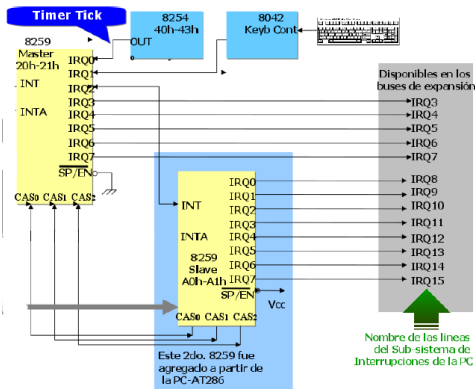 Timer Tick
8254
40h-43h
OUT
8042
Keyb Cont
8259
Master
20h-21h
INT
INTA
IRQ0
IRQ1
IRQ2
IRQ3
IRQ4
IRQ5
IRQ6
IRQ7
SP/EN
CAS0 CAS1 CAS2
Disponibles en los
buses de expansión
IRQ3
IRQ4
IRQ5
IRQ6
IRQ7
IRQ8
IRQ9
IRQ10
IRQ11
IRQ12
IRQ13
IRQ14
IRQ15
INT
INTA
8259
Slave
A0h-A1h
IRQ0
IRQ1
IRQ2
IRQ3
IRQ4
IRQ5
IRQ6
IRQ7
SP/EN
Vcc
CAS0 CAS1 CAS2
Este 2do. 8259 fue
agregado a partir de
la PC-AT286
Nombre de las lineas
del Sub-sistema de
Interrupciones de la PC